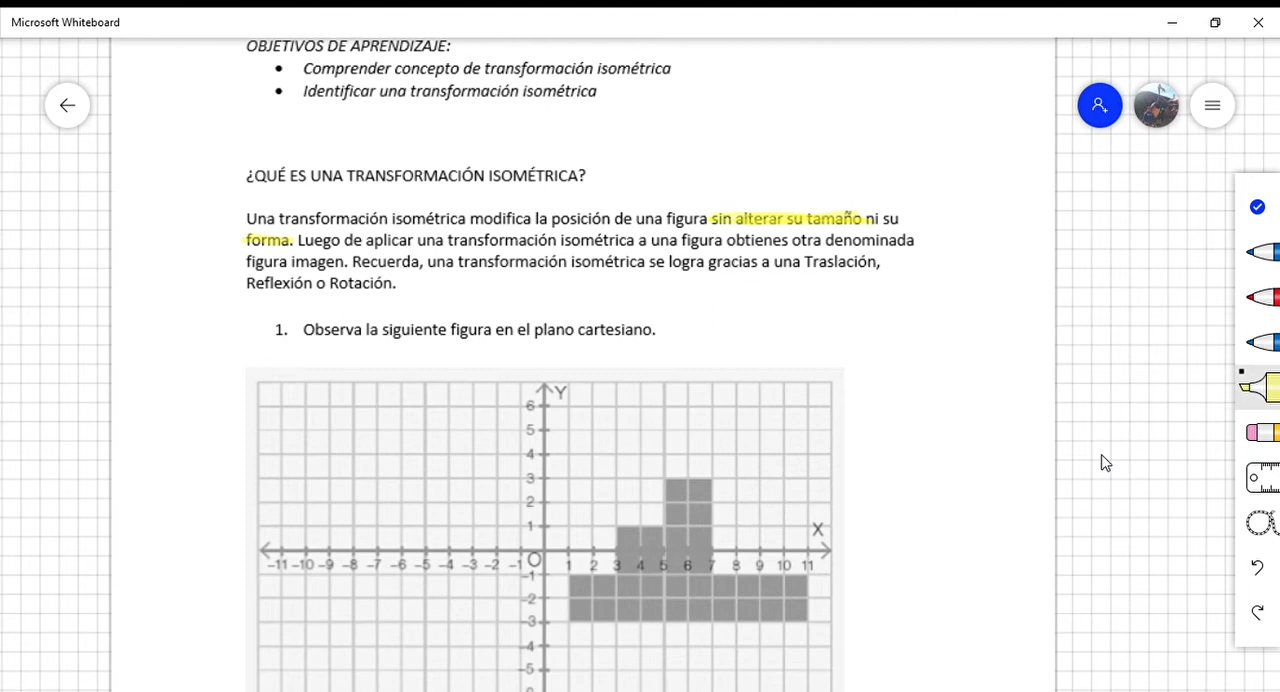 Microsoft Whiteboard
OBJETIVOS DE APRENDIZAJE:
• Comprender concepto de transformación isométrica
• Identificar una transformación isométrica
¿QUÉ ES UNA TRANSFORMACIÓN ISOMÉTRICA?
Una transformación isométrica modifica la posición de una figura sin alterar su tamaño ni su
forma. Luego de aplicar una transformación isométrica a una figura obtienes otra denominada
figura imagen. Recuerda, una transformación isométrica se logra gracias a una Traslación,
Reflexión o Rotación.
1. Observa la siguiente figura en el plano cartesiano.
Y
6
5
4
3
2
1
X
-11 -10 -9 -8 -7 -6 -5 -4 -3 -2 -1 O 1 2 3 4 5 6 7 8 9 10 11
-1
-2
-3
-4
-5